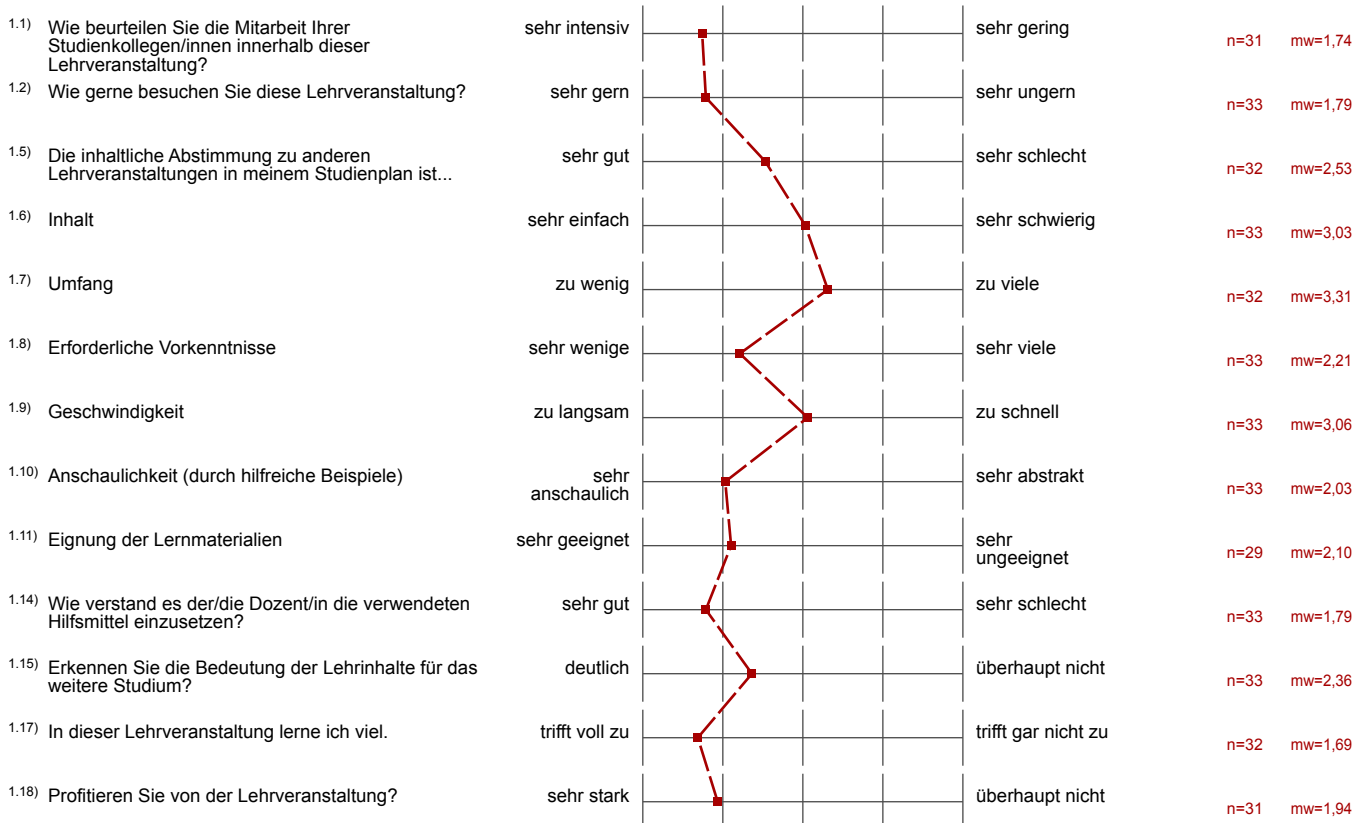 1.1) Wie beurteilen Sie die Mitarbeit Ihrer
Studienkollegen/innen innerhalb dieser
Lehrveranstaltung?
sehr intensiv
sehr gering
n=31 mw=1,74
1.2) Wie gerne besuchen Sie diese Lehrveranstaltung?
sehr gern
sehr ungern
n=33 mw=1,79
1.5) Die inhaltliche Abstimmung zu anderen
Lehrveranstaltungen in meinem Studienplan ist...
sehr gut
sehr schlecht
n=32 mw=2,53
1.6) Inhalt
sehr einfach
sehr schwierig
n=33 mw=3,03
1.7) Umfang
zu wenig
zu viele
n=32 mw=3,31
1.8) Erforderliche Vorkenntnisse
sehr wenige
sehr viele
n=33 mw=2,21
1.9) Geschwindigkeit
zu langsam
zu schnell
n=33 mw=3,06
1.10) Anschaulichkeit (durch hilfreiche Beispiele)
sehr
anschaulich
sehr abstrakt
n=33 mw=2,03
1.11) Eignung der Lernmaterialien
sehr geeignet
sehr
ungeeignet
n=29 mw=2,10
1.14) Wie verstand es der/die Dozent/in die verwendeten
Hilfsmittel einzusetzen?
sehr gut
sehr schlecht
n=33 mw=1,79
1.15) Erkennen Sie die Bedeutung der Lehrinhalte für das
weitere Studium?
deutlich
überhaupt nicht
n=33 mw=2,36
1.17) In dieser Lehrveranstaltung lerne ich viel.
trifft voll zu
trifft gar nicht zu
n=32 mw=1,69
1.18) Profitieren Sie von der Lehrveranstaltung?
sehr stark
überhaupt nicht
n=31 mw=1,94